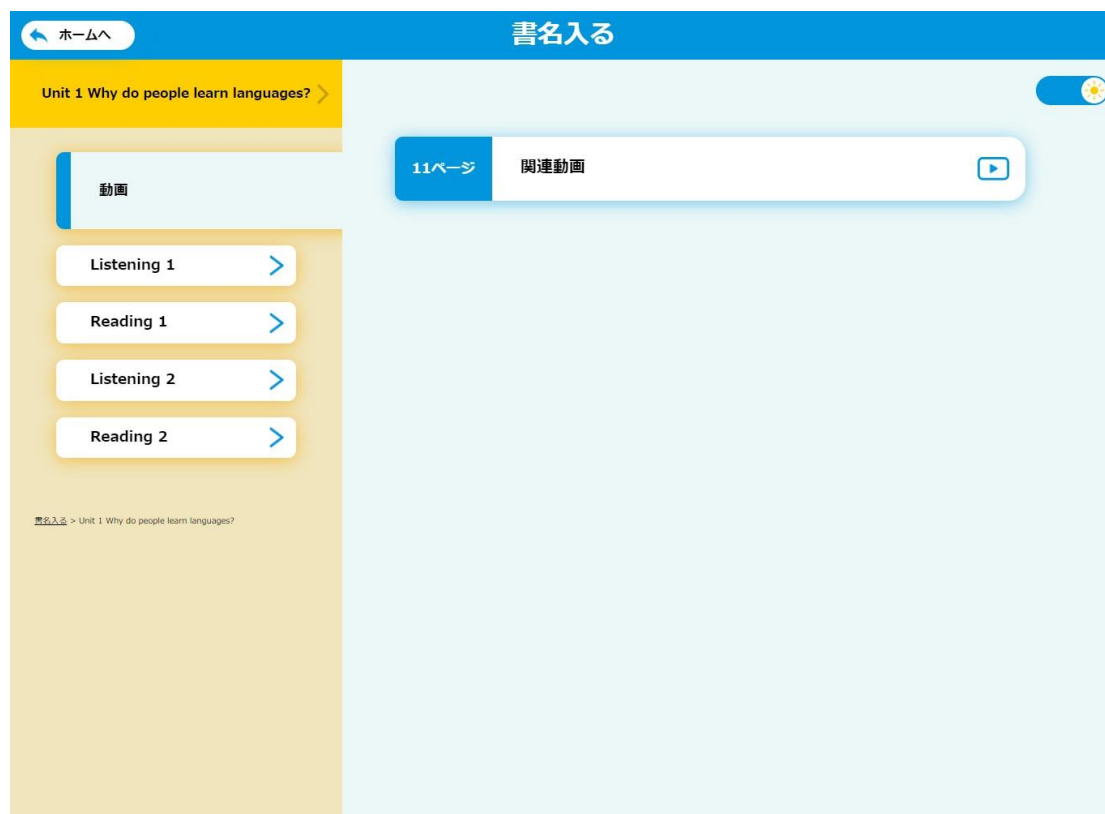 ホームへ
書名入る
Unit 1 Why do people learn languages?
動画
Listening 1
Reading 1
Listening 2
Reading 2
書名入る > Unit 1 Why do people learn languages?
11ページ
関連動画